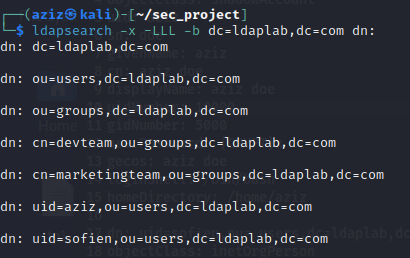 (aziz㉿kali)-[~/sec_project]
$ ldapsearch -x -LLL -b dc=ldaplab,dc=com dn:
dn: dc=ldaplab,dc=com
dn: ou=users,dc=ldaplab,dc=com
dn: ou=groups,dc=ldaplab,dc=com
dn: cn=devteam,ou=groups,dc=ldaplab,dc=com
dn: cn=marketingteam,ou=groups,dc=ldaplab,dc=com
dn: uid=aziz,ou=users,dc=ldaplab,dc=com
dn: uid=sofien,ou=users,dc=ldaplab,dc=com